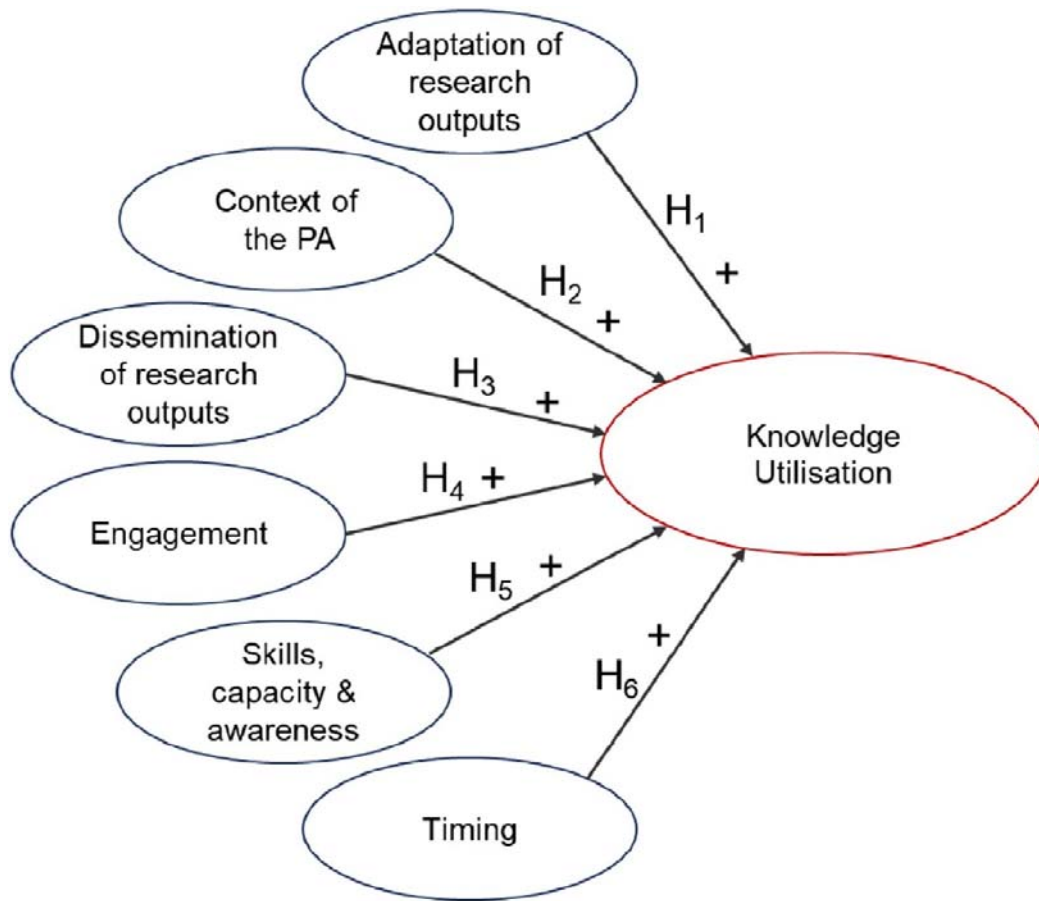 Adaptation of
research
outputs
H₁
+
Context of
the PA
H₂
+
Dissemination
of research
outputs
H₃
+
Knowledge
Utilisation
Engagement
H₄ +
Skills,
capacity &
awareness
H₅
+
Timing
H₆
+